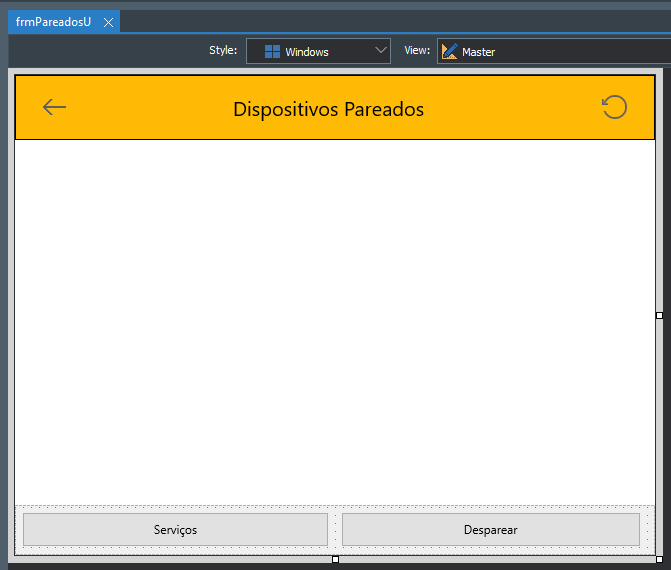 frmPareadosU
Style: Windows View: Master
Dispositivos Pareados
Serviços Desparear